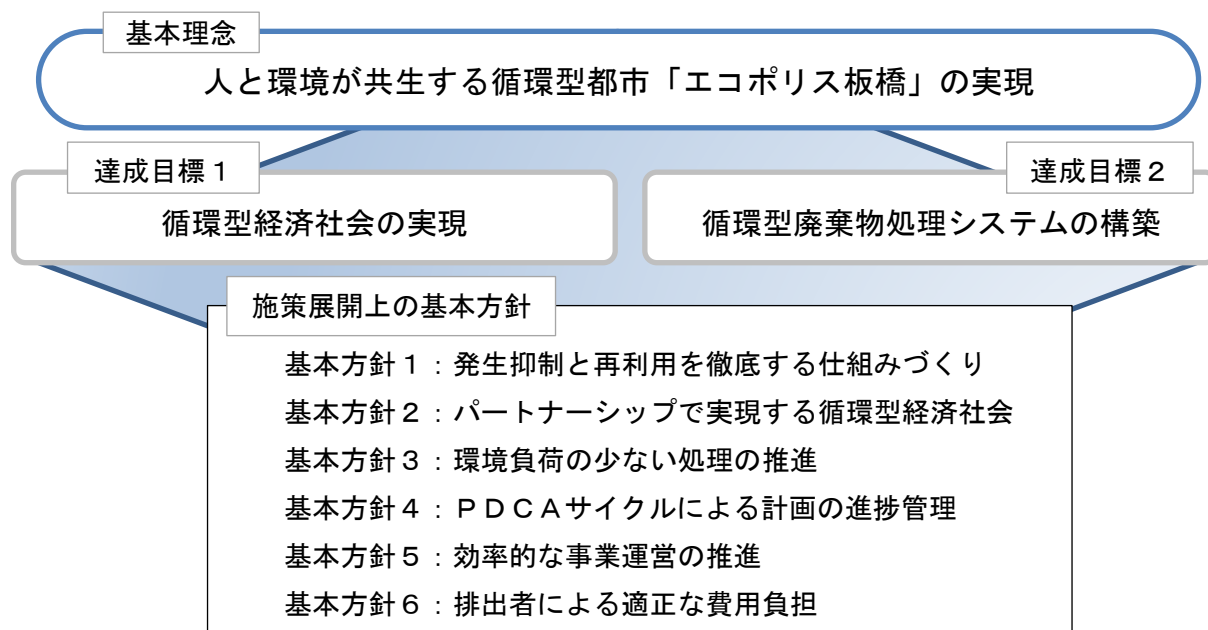 基本理念
人と環境が共生する循環型都市「エコポリス板橋」の実現
達成目標１
循環型経済社会の実現
達成目標２
循環型廃棄物処理システムの構築
施策展開上の基本方針
基本方針１：発生抑制と再利用を徹底する仕組みづくり
基本方針２：パートナーシップで実現する循環型経済社会
基本方針３：環境負荷の少ない処理の推進
基本方針４：ＰＤＣＡサイクルによる計画の進捗管理
基本方針５：効率的な事業運営の推進
基本方針６：排出者による適正な費用負担